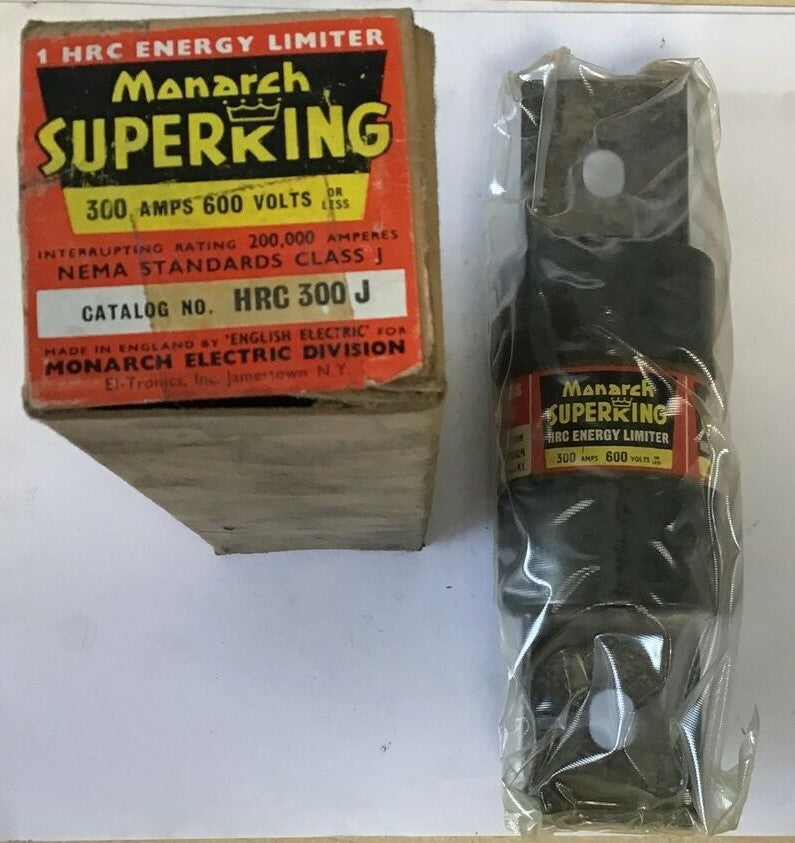 1 HRC ENERGY LIMITER
Monarch
SUPERKING
300 AMPS 600 VOLTS OR LESS
INTERRUPTING RATING 200,000 AMPERES
NEMA STANDARDS CLASS J
CATALOG NO. HRC 300 J
MADE IN ENGLAND BY 'ENGLISH ELECTRIC' FOR
MONARCH ELECTRIC DIVISION
El-Tronics, Inc. Jamestown N.Y.
Monarch
SUPERKING
HRC ENERGY LIMITER
300 AMPS 600 VOLTS OR LESS